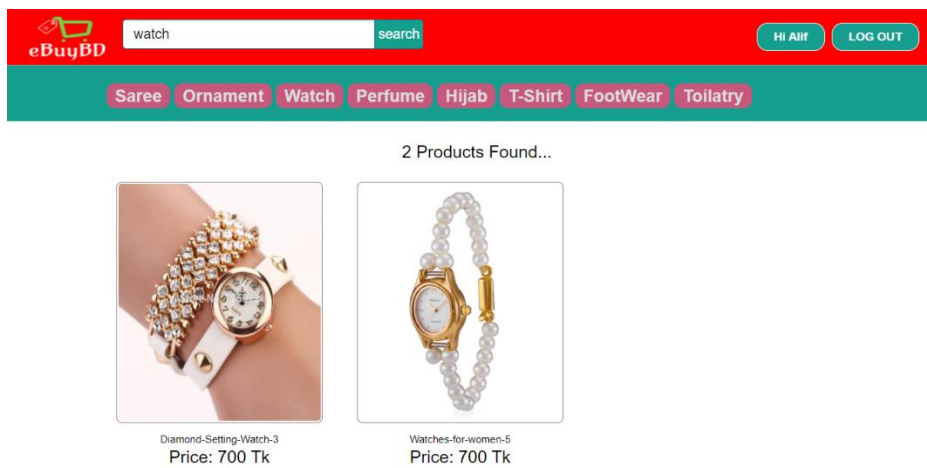 eBuyBD
watch
search
Hi Alif
LOG OUT
Saree Ornament Watch Perfume Hijab T-Shirt FootWear Toilatry
2 Products Found...
Diamond-Setting-Watch-3
Price: 700 Tk
Watches-for-women-5
Price: 700 Tk